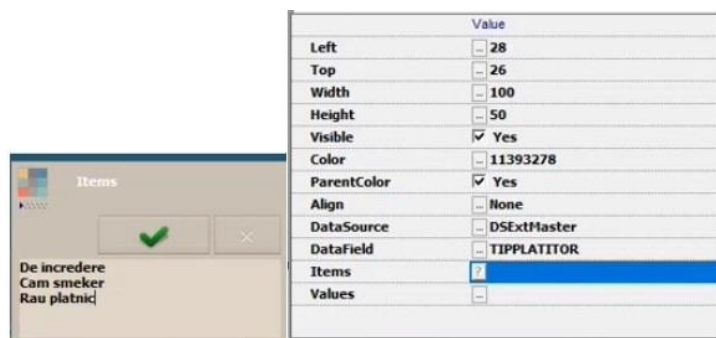 Items
De incredere
Cam smeker
Rau platnic
Value
Left ... 28
Top ... 26
Width ... 100
Height ... 50
Visible Yes
Color ... 11393278
ParentColor Yes
Align ... None
DataSource ... DSExtMaster
DataField ... TIPPLATITOR
Items ?
Values ...